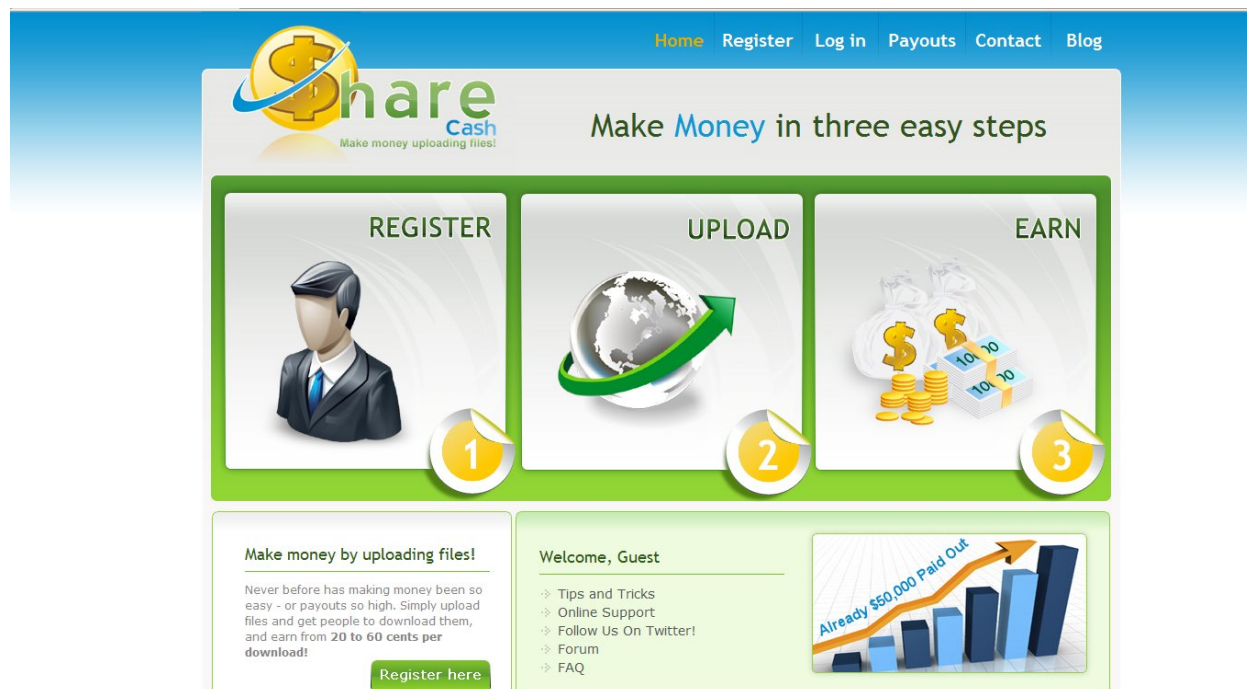 Home Register Log in Payouts Contact Blog
$hare
Cash
Make money uploading files!
Make Money in three easy steps
REGISTER
1
UPLOAD
2
EARN
1000
1000
3
Make money by uploading files!
Never before has making money been so
easy - or payouts so high. Simply upload
files and get people to download them,
and earn from 20 to 60 cents per
download!
Register here
Welcome, Guest
Tips and Tricks
Online Support
Follow Us On Twitter!
Forum
FAQ
Already $50,000 Paid Out